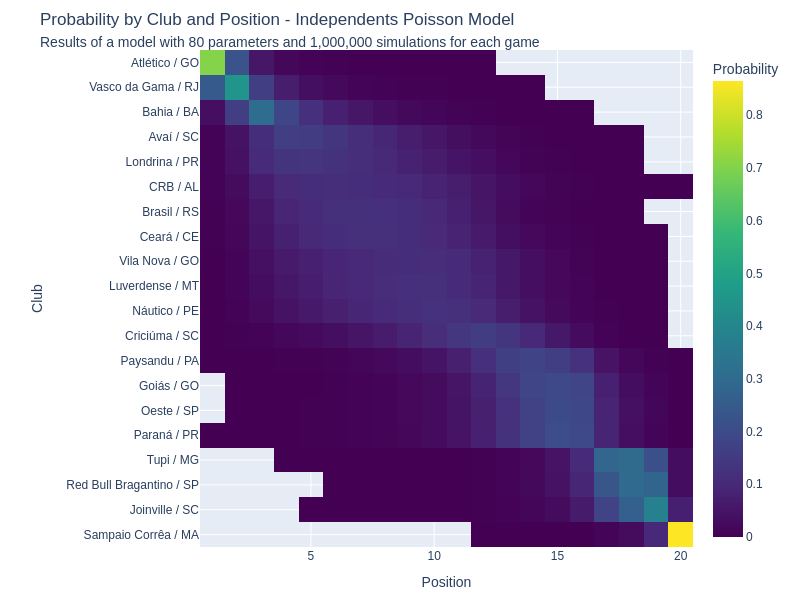 Probability by Club and Position - Independents Poisson Model
Results of a model with 80 parameters and 1,000,000 simulations for each game
Probability
Club
Atlético / GO
Vasco da Gama / RJ
Bahia / BA
Avaí / SC
Londrina / PR
CRB / AL
Brasil / RS
Ceará / CE
Vila Nova / GO
Luverdense / MT
Náutico / PE
Criciúma / SC
Paysandu / PA
Goiás / GO
Oeste / SP
Paraná / PR
Tupi / MG
Red Bull Bragantino / SP
Joinville / SC
Sampaio Corrêa / MA
0.8
0.7
0.6
0.5
0.4
0.3
0.2
0.1
0
5 10 15 20
Position